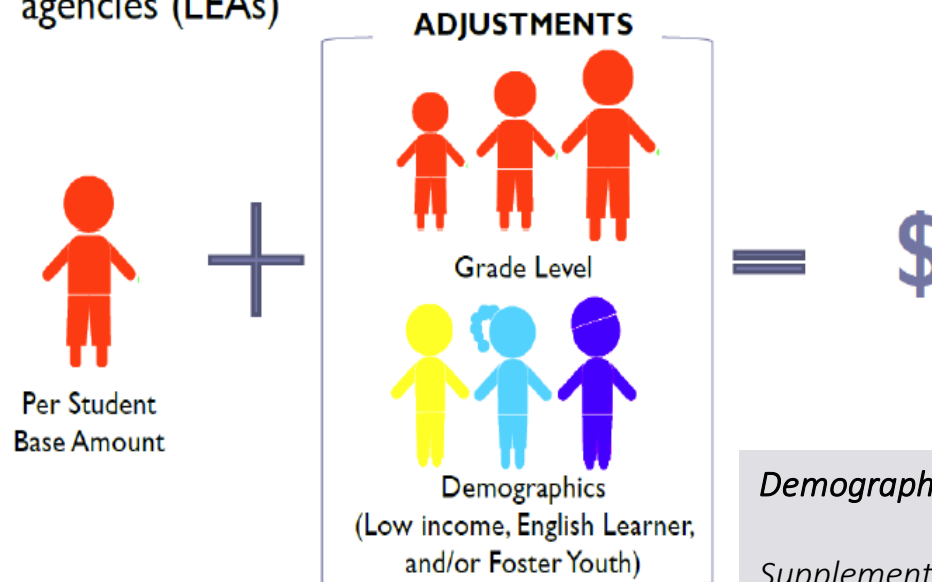 agencies (LEAs)
ADJUSTMENTS
+
=
$
Grade Level
Per Student
Base Amount
Demographics
(Low income, English Learner,
and/or Foster Youth)
Demograph
Supplement